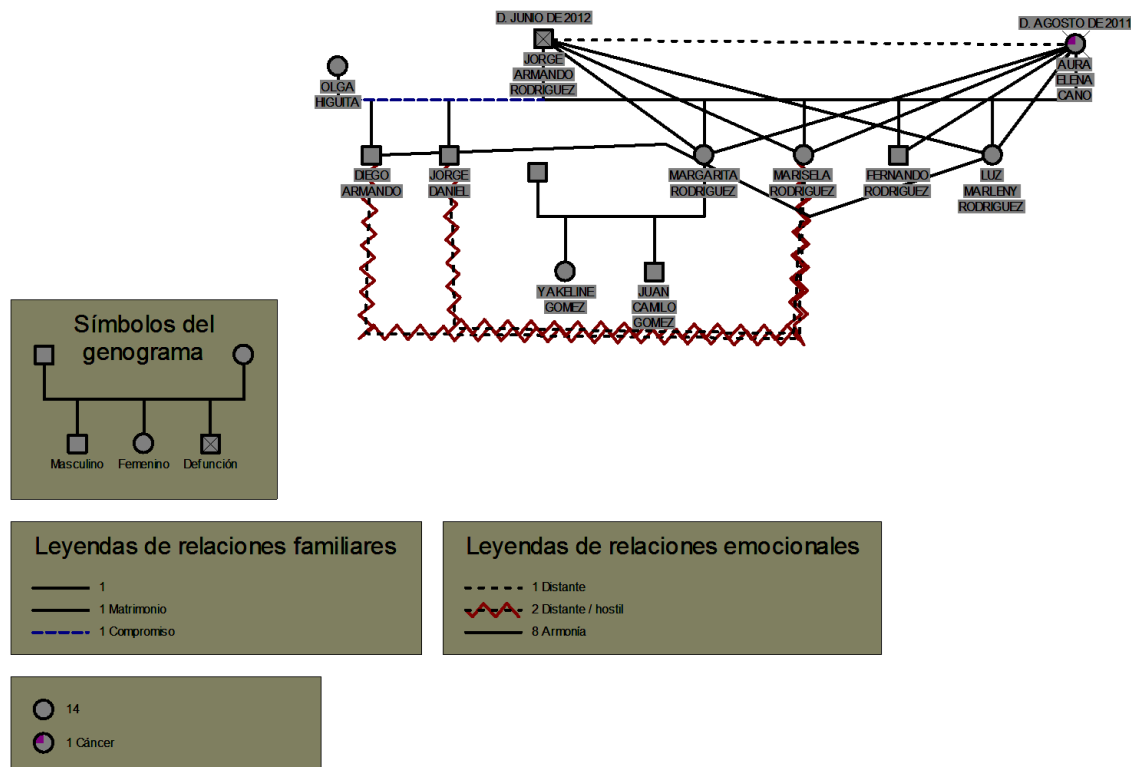 D. JUNIO DE 2012
D. AGOSTO DE 2011
JORGE
ARMANDO
RODRIGUEZ
AURA
ELENA
CANO
OLGA
HIGUITA
DIEGO
ARMANDO
JORGE
DANIEL
MARGARITA
RODRIGUEZ
MARISELA
RODRIGUEZ
FERNANDO
RODRIGUEZ
LUZ
MARLENY
RODRIGUEZ
YAKELINE
GOMEZ
JUAN
CAMILO
GOMEZ
Símbolos del
genograma
Masculino
Femenino
Defunción
Leyendas de relaciones familiares
1
1 Matrimonio
1 Compromiso
Leyendas de relaciones emocionales
1 Distante
2 Distante / hostil
8 Armonía
14
1 Cáncer